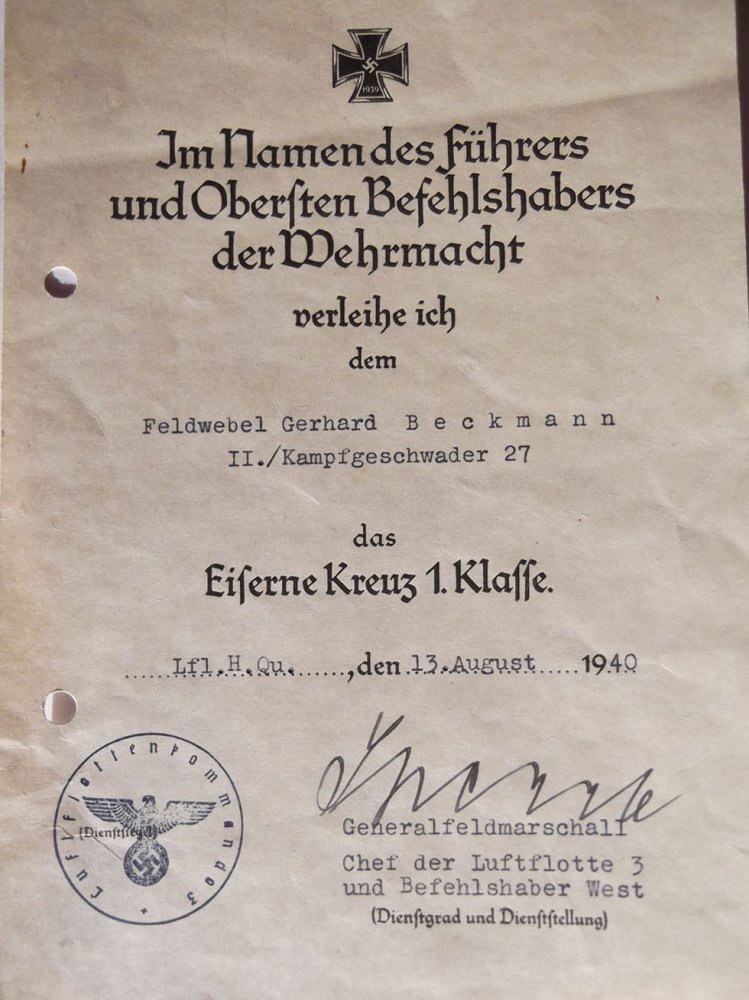 1939
Im Namen des Führers
und Oberſten Befehlshabers
der Wehrmacht
verleihe ich
dem
Feldwebel Gerhard B e c k m a n n
II./Kampfgeschwader 27
das
Eiſerne Kreuz 1. Klaſſe.
......Lfl.H.Qu.......,den 13.August.....1940
Luftflottenkommando 3
(Dienſtſiegel)
Generalfeldmarschall
Chef der Luftflotte 3
und Befehlshaber West
(Dienſtgrad und Dienſtſtellung)